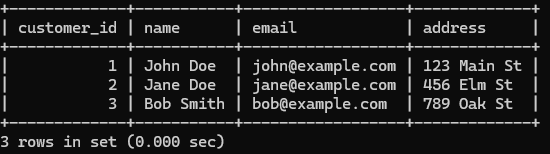 +-------------+-----------+------------------+-------------+
| customer_id | name      | email            | address     |
+-------------+-----------+------------------+-------------+
|           1 | John Doe  | john@example.com | 123 Main St |
|           2 | Jane Doe  | jane@example.com | 456 Elm St  |
|           3 | Bob Smith | bob@example.com  | 789 Oak St  |
+-------------+-----------+------------------+-------------+
3 rows in set (0.000 sec)